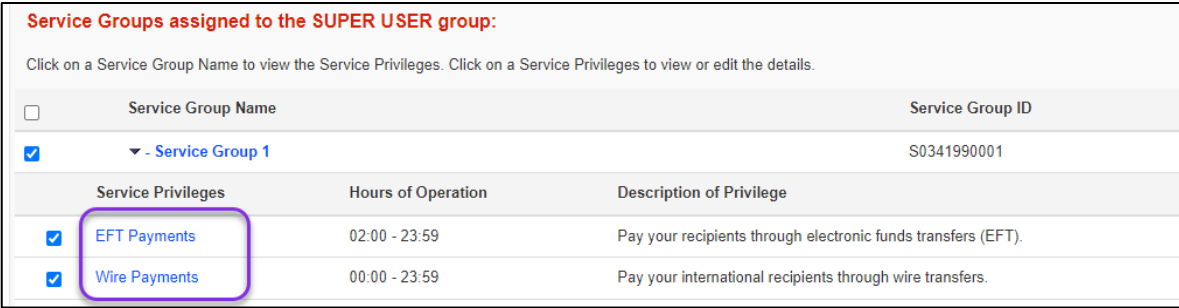 Service Groups assigned to the SUPER USER group:
Click on a Service Group Name to view the Service Privileges. Click on a Service Privileges to view or edit the details.
Service Group Name Service Group ID
- Service Group 1 S0341990001
Service Privileges Hours of Operation Description of Privilege
EFT Payments 02:00 - 23:59 Pay your recipients through electronic funds transfers (EFT).
Wire Payments 00:00 - 23:59 Pay your international recipients through wire transfers.